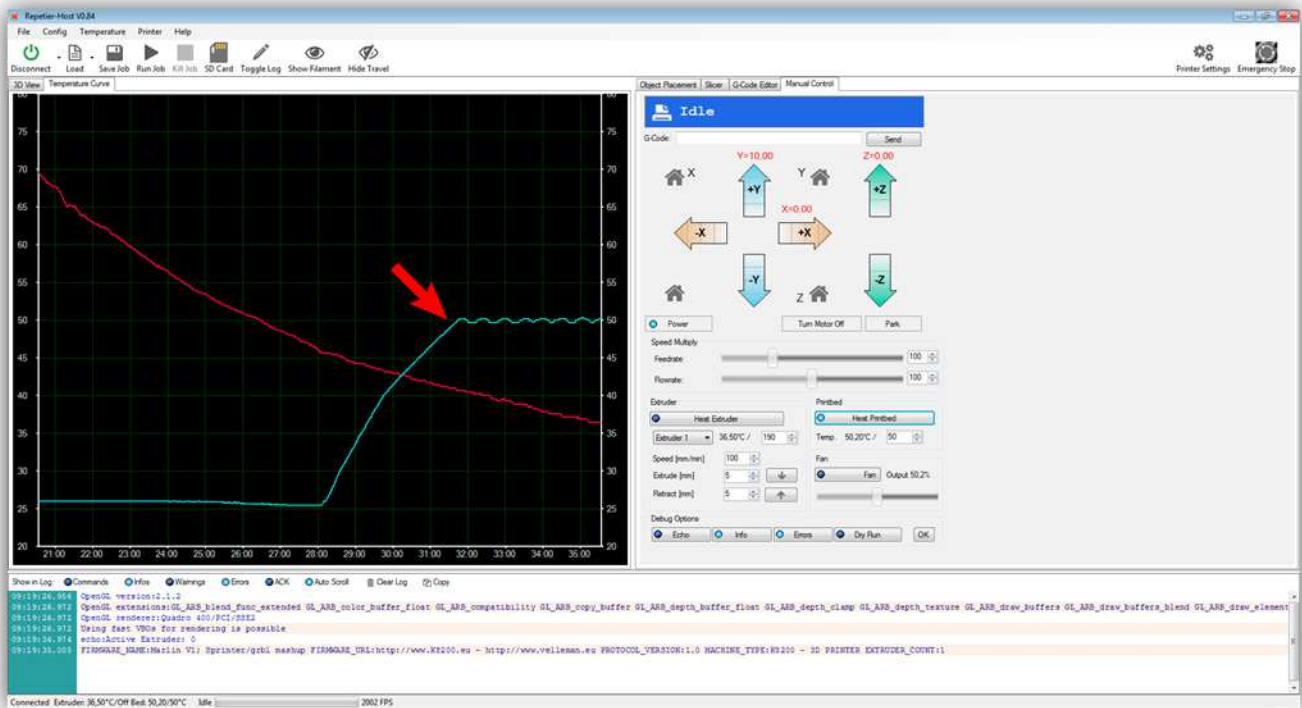 Repetier-Host V0.84
File Config Temperature Printer Help
Disconnect Load Save Job Run Job Kill Job SD Card Toggle Log Show Filament Hide Travel Printer Settings Emergency Stop
3D View Temperature Curve
Object Placement Slicer G-Code Editor Manual Control
80 80
75 75
70 70
65 65
60 60
55 55
50 50
45 45
40 40
35 35
30 30
25 25
20 20
21:00 22:00 23:00 24:00 25:00 26:00 27:00 28:00 29:00 30:00 31:00 32:00 33:00 34:00 35:00
Idle
G-Code: Send
Y=10,00 Z=0,00
X Y
+Y +Z
X=0,00
-X +X
-Y -Z
Z
Power Turn Motor Off Park
Speed Multiply
Feedrate: 100
Flowrate: 100
Extruder Printbed
Heat Extruder Heat Printbed
Extruder 1 36,50°C / 190 Temp. 50,20°C / 50
Speed [mm/min] 100 Fan
Extrude [mm] 5 Fan Output 50,2%
Retract [mm] 5
Debug Options
Echo Info Errors Dry Run OK
Show in Log: Commands Infos Warnings Errors ACK Auto Scroll Clear Log Copy
OpenGL version:2.1.2
09:19:26.972 OpenGL extensions:GL_ARB_blend_func_extended GL_ARB_color_buffer_float GL_ARB_compatibility GL_ARB_copy_buffer GL_ARB_depth_buffer_float GL_ARB_depth_clamp GL_ARB_depth_texture GL_ARB_draw_buffers GL_ARB_draw_buffers_blend GL_ARB_draw_element
09:19:26.972 OpenGL renderer:Quadro 400/PCI/SSE2
09:19:26.972 Using fast VBOs for rendering is possible
echo:Active Extruder: 0
FIRMWARE_NAME:Marlin V1; Sprinter/grbl mashup FIRMWARE_URL:http://www.K8200.eu - http://www.velleman.eu PROTOCOL_VERSION:1.0 MACHINE_TYPE:K8200 - 3D PRINTER EXTRUDER_COUNT:1
Connected Extruder: 36,50°C/Off Bed: 50,20/50°C Idle 2002 FPS